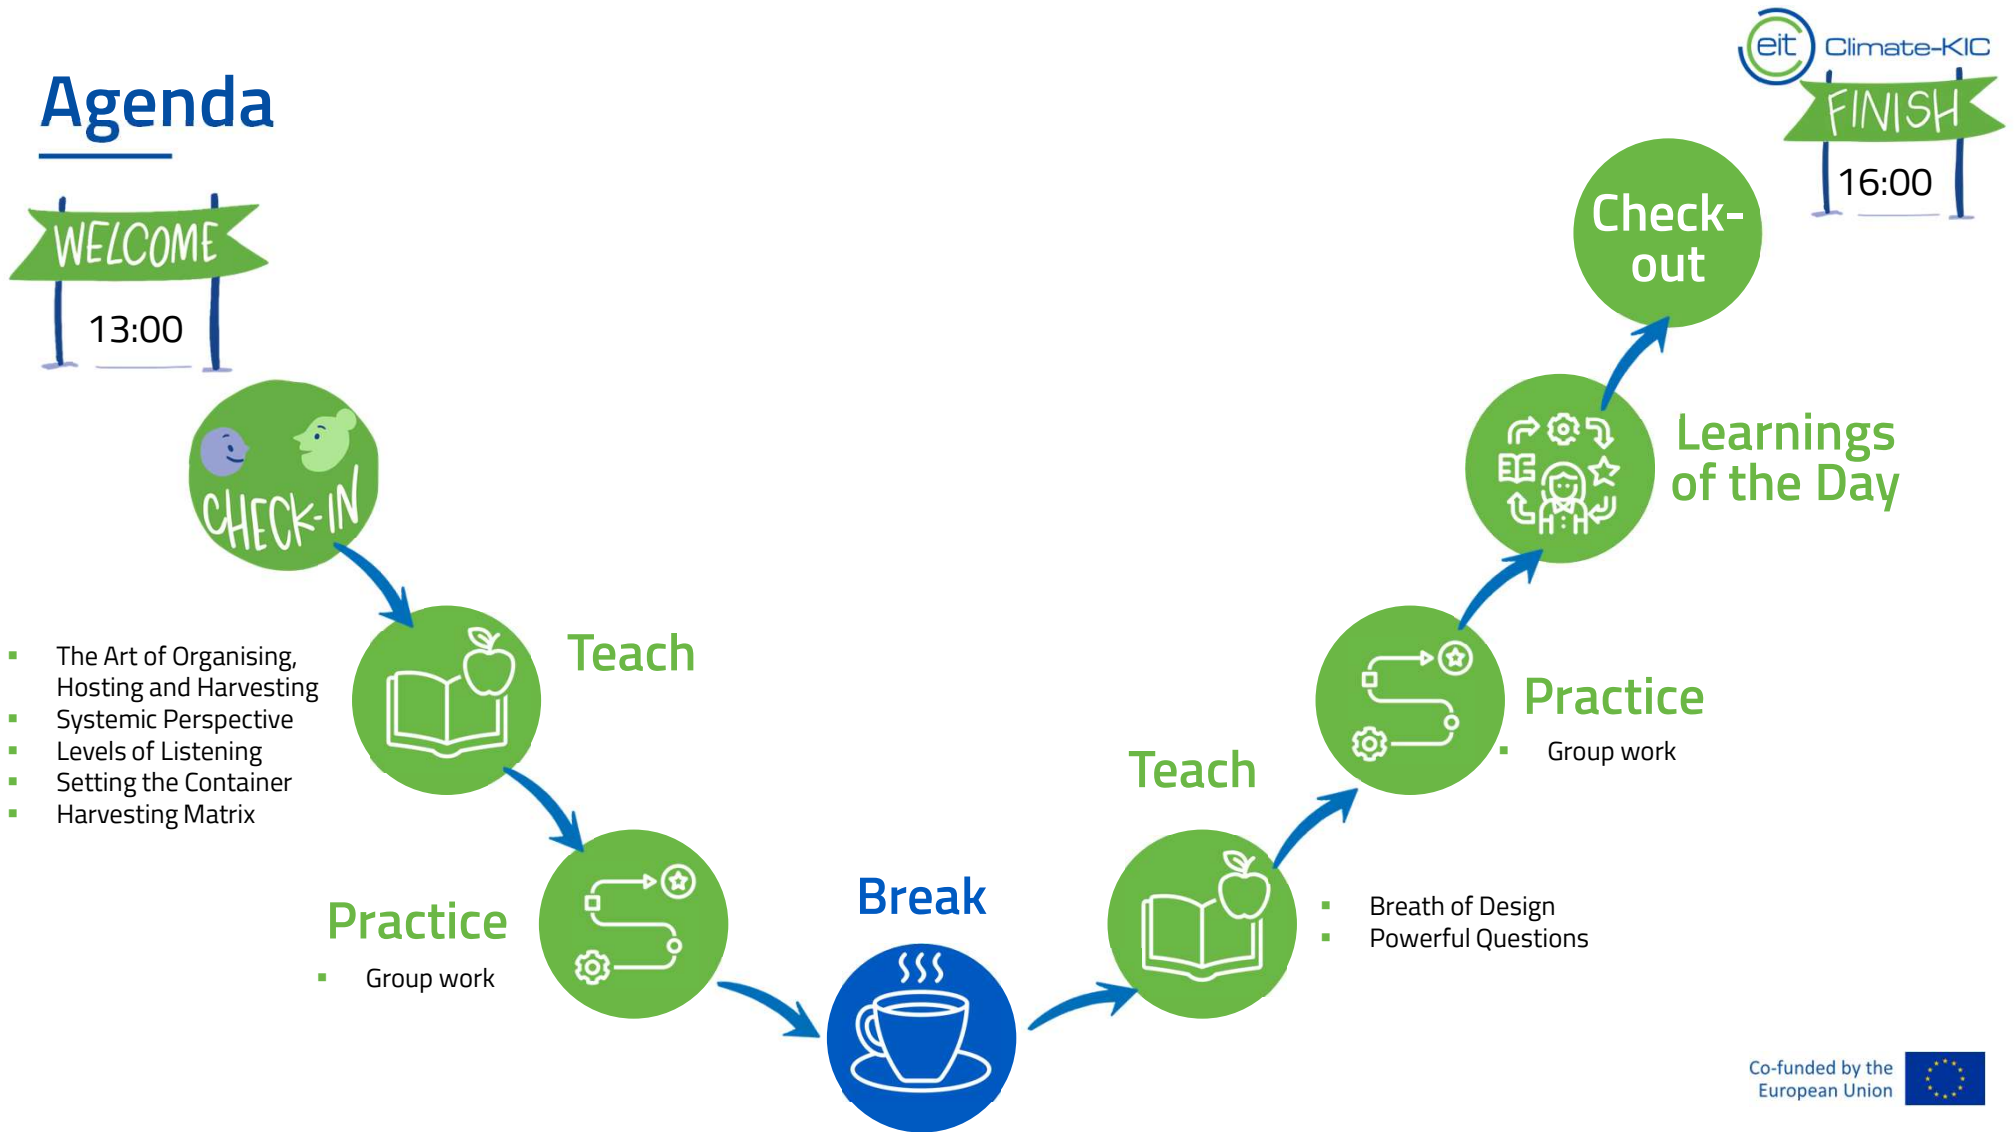 Agenda
eit Climate-KIC
WELCOME
13:00
CHECK-IN
Teach
▪ The Art of Organising,
Hosting and Harvesting
▪ Systemic Perspective
▪ Levels of Listening
▪ Setting the Container
▪ Harvesting Matrix
Practice
▪ Group work
Break
Teach
▪ Breath of Design
▪ Powerful Questions
Practice
▪ Group work
Learnings
of the Day
Check-
out
FINISH
16:00
Co-funded by the
European Union